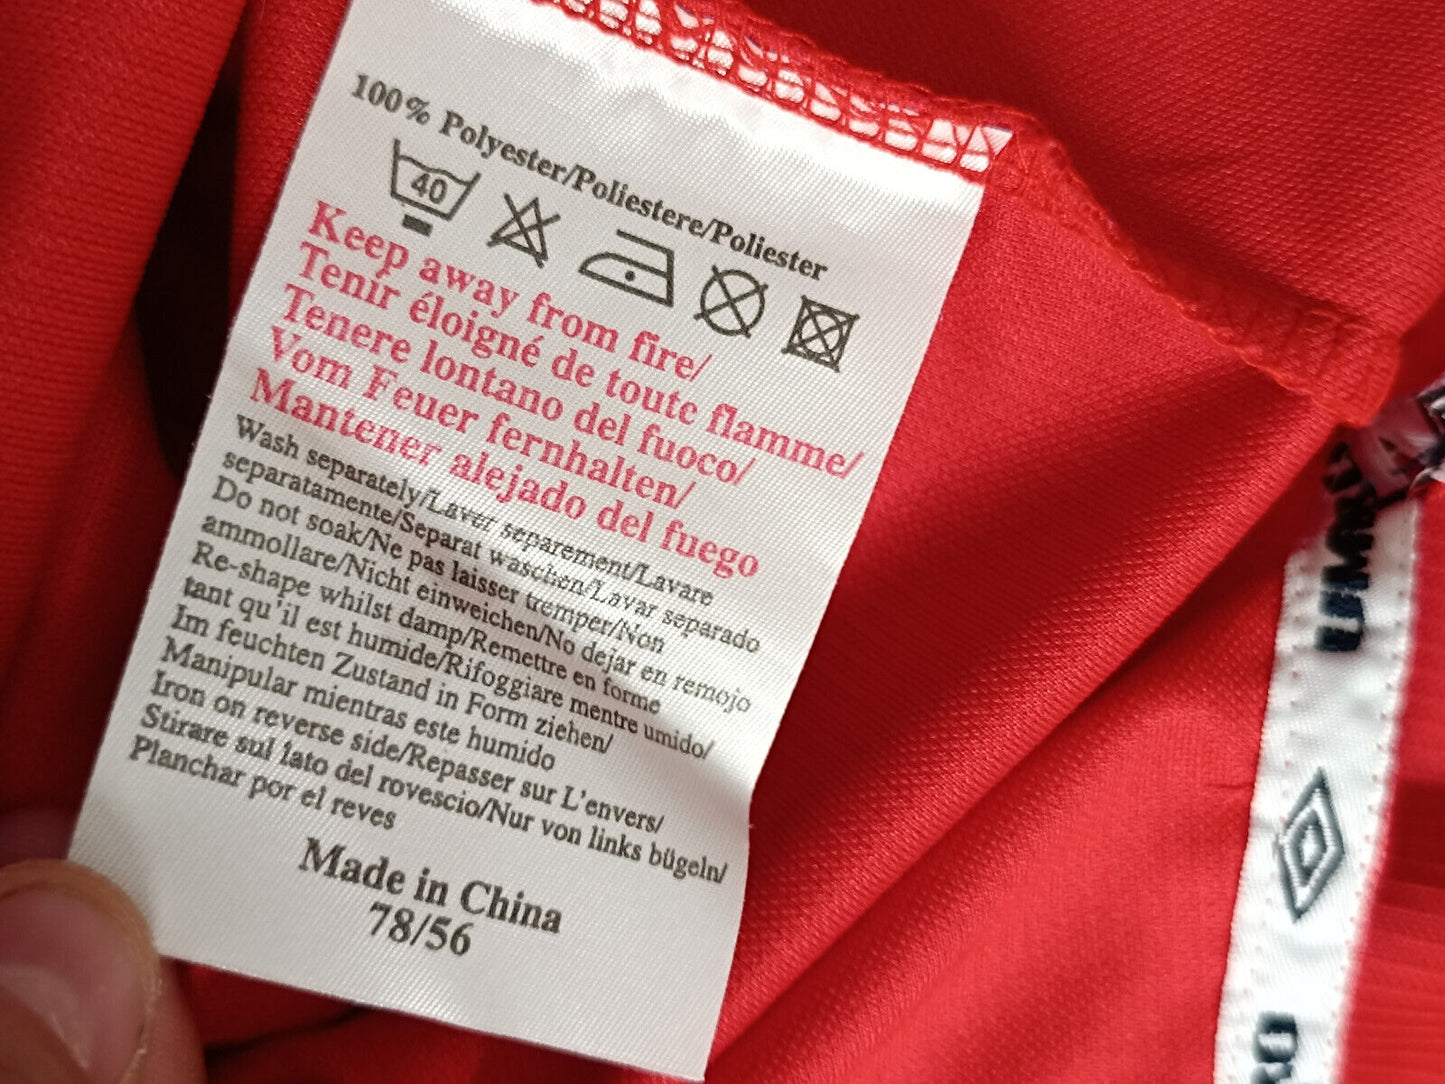 100% Polyester/Poliestere/Poliester
40
Keep away from fire/
Tenir éloigné de toute flamme/
Tenere lontano del fuoco/
Vom Feuer fernhalten/
Mantener alejado del fuego
Wash separately/Laver separement/Lavare
separatamente/Separat waschen/Lavar separado
Do not soak/Ne pas laisser tremper/Non
ammollare/Nicht einweichen/No dejar en remojo
Re-shape whilst damp/Remettre en forme
tant qu'il est humide/Rifoggiare mentre umido/
Im feuchten Zustand in Form ziehen/
Manipular mientras este humido
Iron on reverse side/Repasser sur L'envers/
Stirare sul lato del rovescio/Nur von links bügeln/
Planchar por el reves
Made in China
78/56